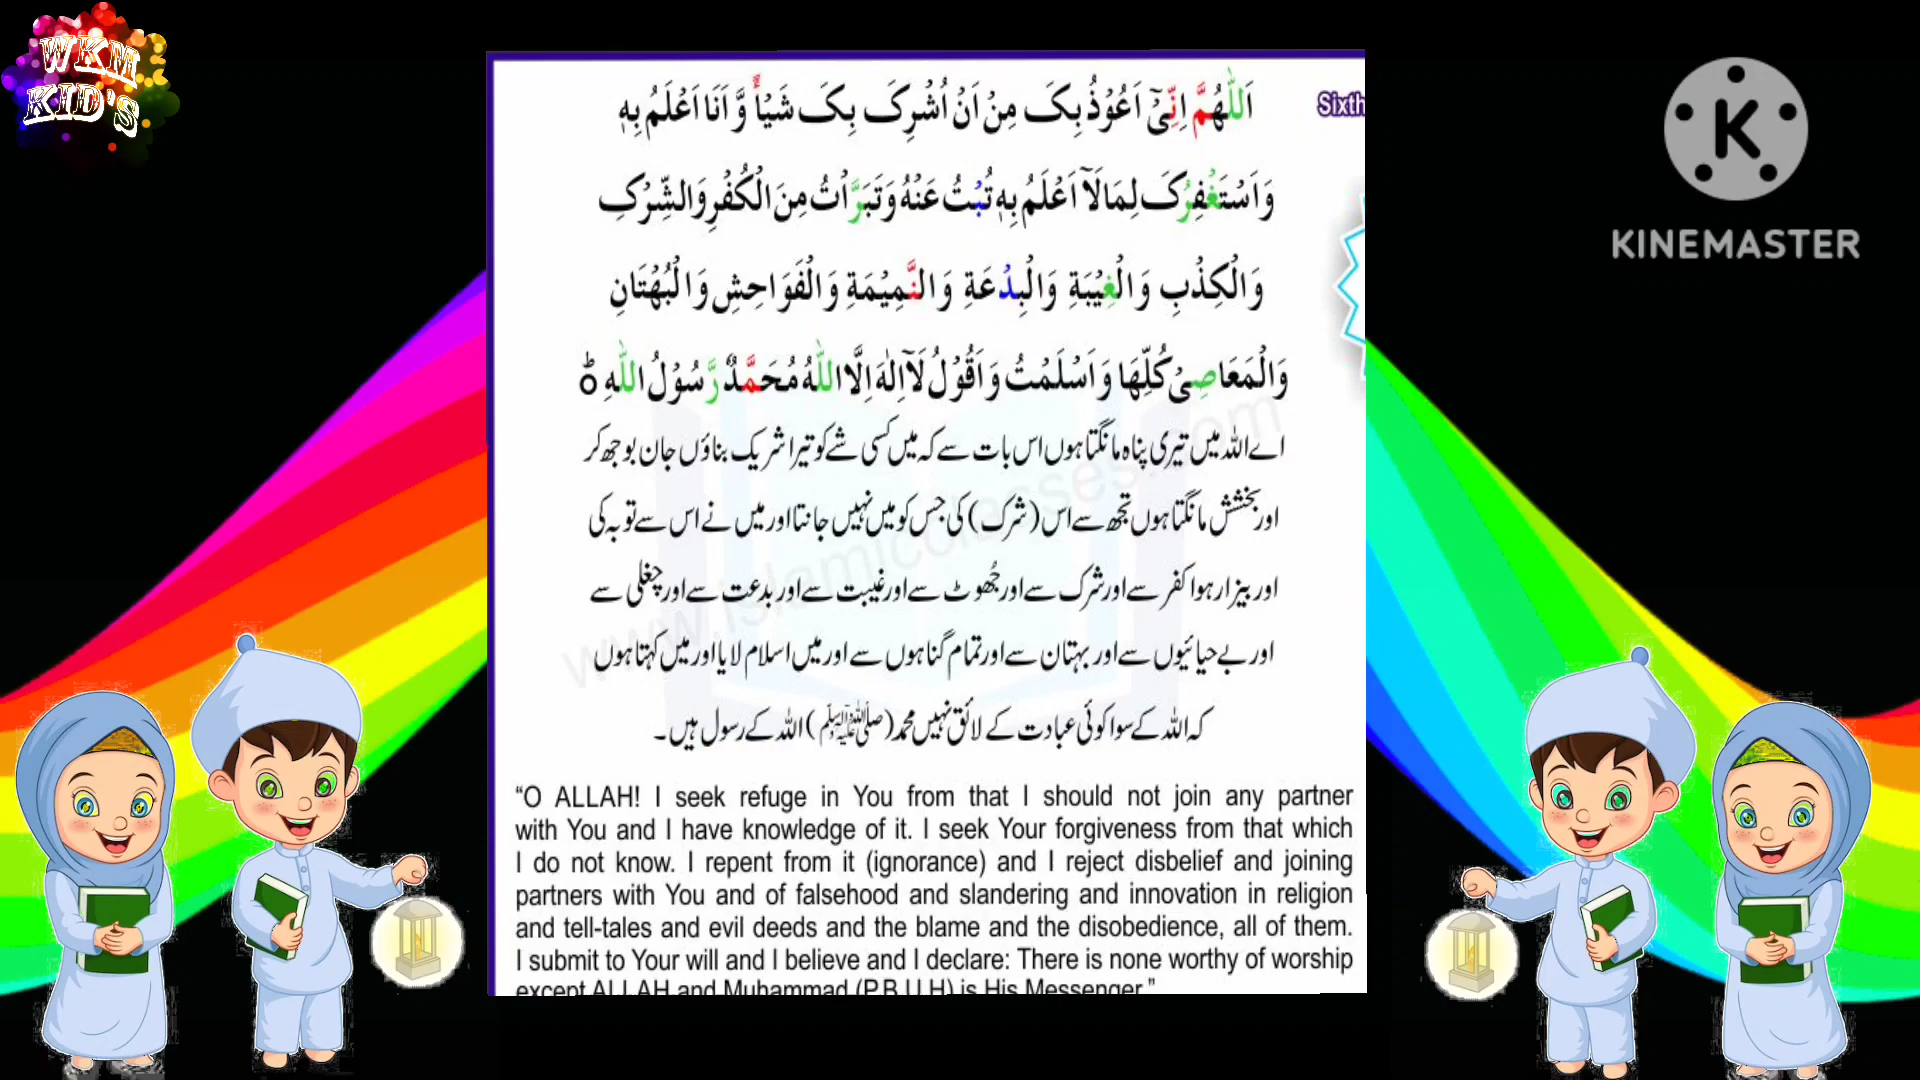 WKM
KID'S
Sixth
اَللّٰهُمَّ اِنِّیْٓ اَعُوْذُ بِکَ مِنْ اَنْ اُشْرِکَ بِکَ شَیْأً وَّ اَنَا اَعْلَمُ بِهٖ
وَاَسْتَغْفِرُکَ لِمَالَآ اَعْلَمُ بِهٖ تُبْتُ عَنْهُ وَتَبَرَّاْتُ مِنَ الْکُفْرِ وَالشِّرْکِ
وَالْکِذْبِ وَالْغِیْبَةِ وَالْبِدْعَةِ وَالنَّمِیْمَةِ وَالْفَوَاحِشِ وَالْبُهْتَانِ
وَالْمَعَاصِیْ کُلِّهَا وَاَسْلَمْتُ وَاَقُوْلُ لَآاِلٰهَ اِلَّا اللّٰهُ مُحَمَّدٌ رَّسُوْلُ اللّٰهِ ؕ
اے اللہ میں تیری پناہ مانگتا ہوں اس بات سے کہ میں کسی شے کو تیرا شریک بناؤں جان بوجھ کر
اور بخشش مانگتا ہوں تجھ سے اس (شرک) کی جس کو میں نہیں جانتا اور میں نے اس سے توبہ کی
اور بیزار ہوا کفر سے اور شرک سے اور جُھوٹ سے اور غیبت سے اور بدعت سے اور چغلی سے
اور بے حیائیوں سے اور بہتان سے اور تمام گناہوں سے اور میں اسلام لایا اور میں کہتا ہوں
کہ اللہ کے سوا کوئی عبادت کے لائق نہیں محمد (ﷺ) اللہ کے رسول ہیں۔
“O ALLAH! I seek refuge in You from that I should not join any partner
with You and I have knowledge of it. I seek Your forgiveness from that which
I do not know. I repent from it (ignorance) and I reject disbelief and joining
partners with You and of falsehood and slandering and innovation in religion
and tell-tales and evil deeds and the blame and the disobedience, all of them.
I submit to Your will and I believe and I declare: There is none worthy of worship
except ALLAH and Muhammad (P.B.U.H) is His Messenger.”
www.islamicclasses.com
K
KINEMASTER